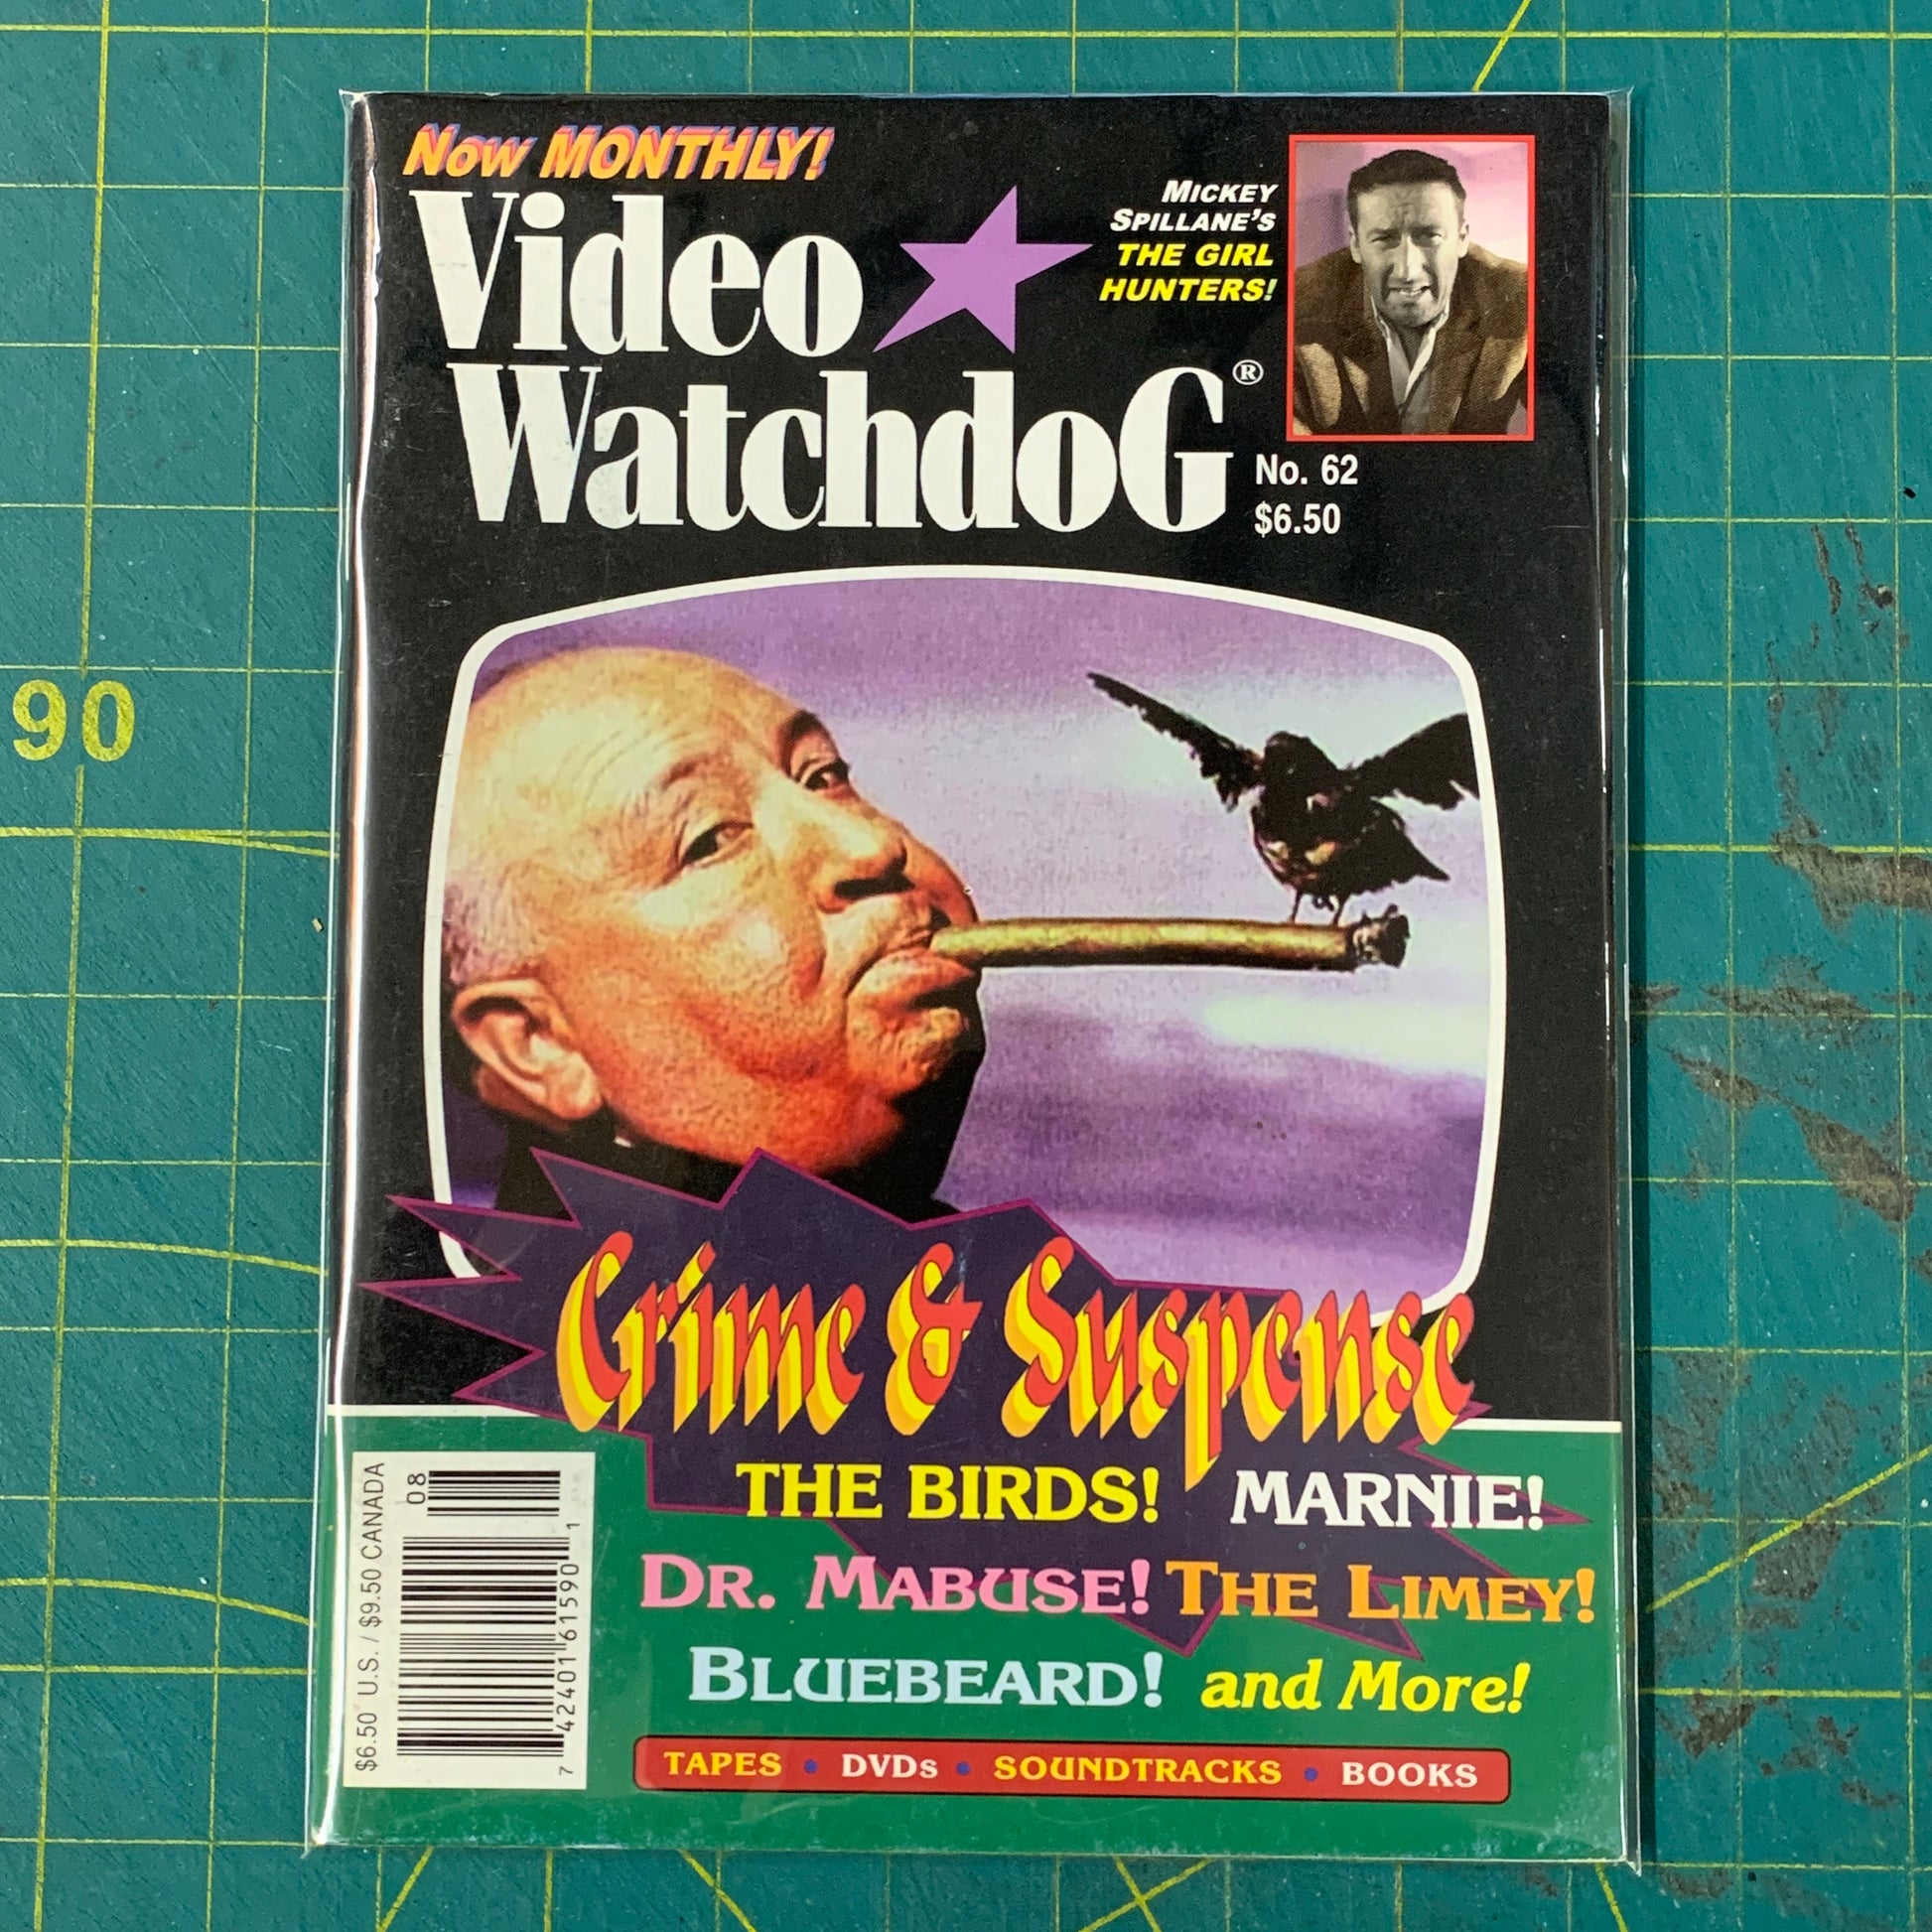 Now MONTHLY!
Video
WatchdoG®
MICKEY
SPILLANE'S
THE GIRL
HUNTERS!
No. 62
$6.50
90
Crime & Suspense
THE BIRDS! MARNIE!
DR. MABUSE! THE LIMEY!
BLUEBEARD! and More!
TAPES • DVDs • SOUNDTRACKS • BOOKS
$6.50 U.S. / $9.50 CANADA
08
7 42401 61590 1